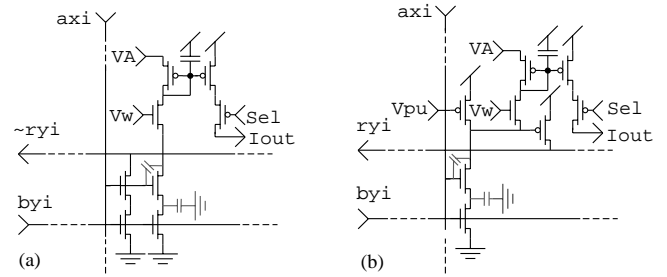 axi
VA
Vw
Sel
Iout
~ryi
byi
(a)
axi
VA
Vpu
Vw
Sel
ryi
Iout
byi
(b)